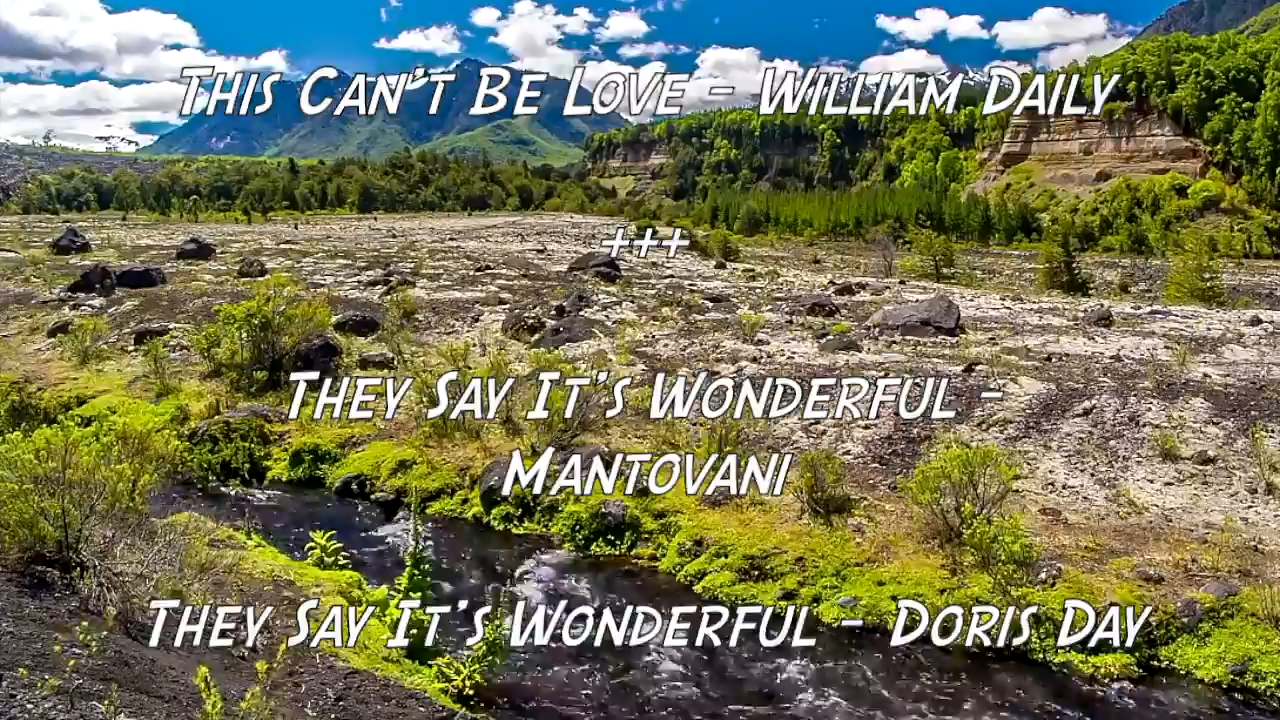 This Can't Be Love - William Daily
+++
They Say It's Wonderful -
Mantovani
They Say It's Wonderful - Doris Day